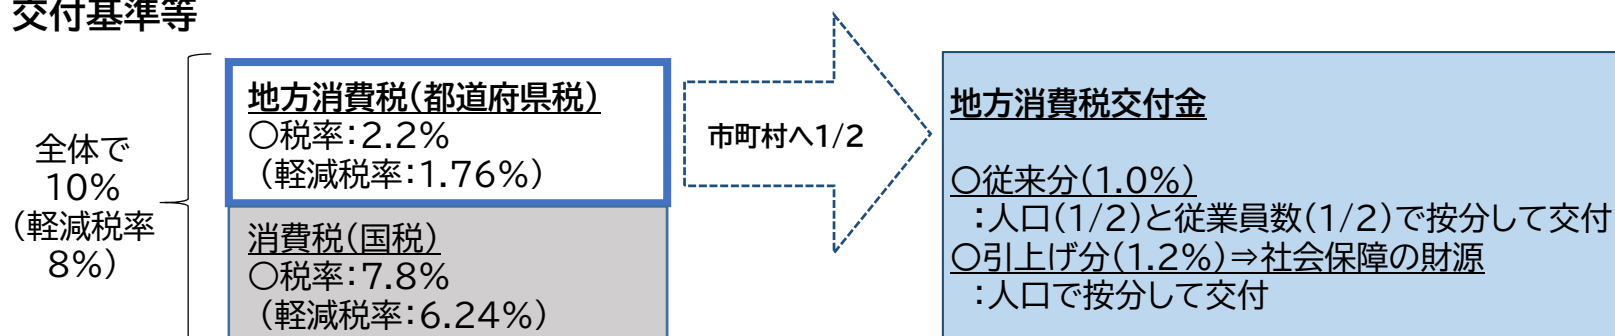 交付基準等
全体で
10%
(軽減税率
8%)
地方消費税(都道府県税)
〇税率:2.2%
(軽減税率:1.76%)
消費税(国税)
〇税率:7.8%
(軽減税率:6.24%)
市町村へ1/2
地方消費税交付金
〇従来分(1.0%)
:人口(1/2)と従業員数(1/2)で按分して交付
〇引上げ分(1.2%)⇒社会保障の財源
:人口で按分して交付